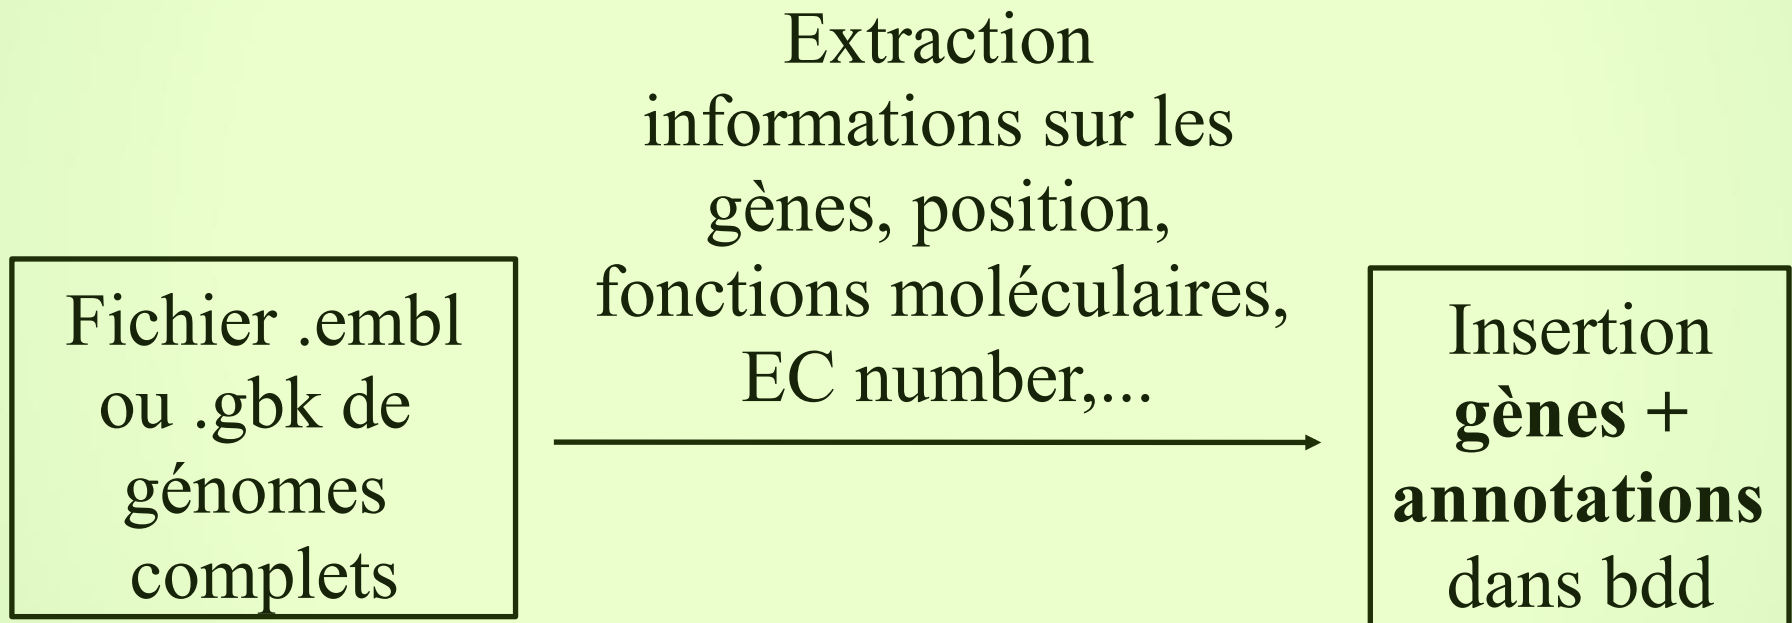 Fichier .embl
ou .gbk de
génomes
complets
Extraction
informations sur les
gènes, position,
fonctions moléculaires,
EC number,...
Insertion
gènes +
annotations
dans bdd